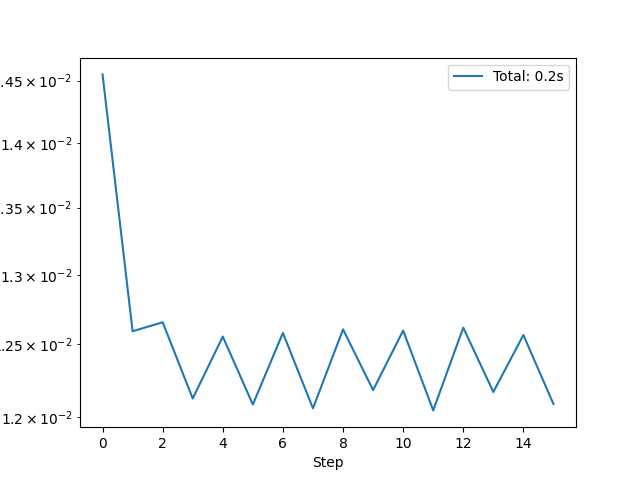 Total: 0.2s
.45 × 10⁻²
1.4 × 10⁻²
.35 × 10⁻²
1.3 × 10⁻²
.25 × 10⁻²
1.2 × 10⁻²
0 2 4 6 8 10 12 14
Step